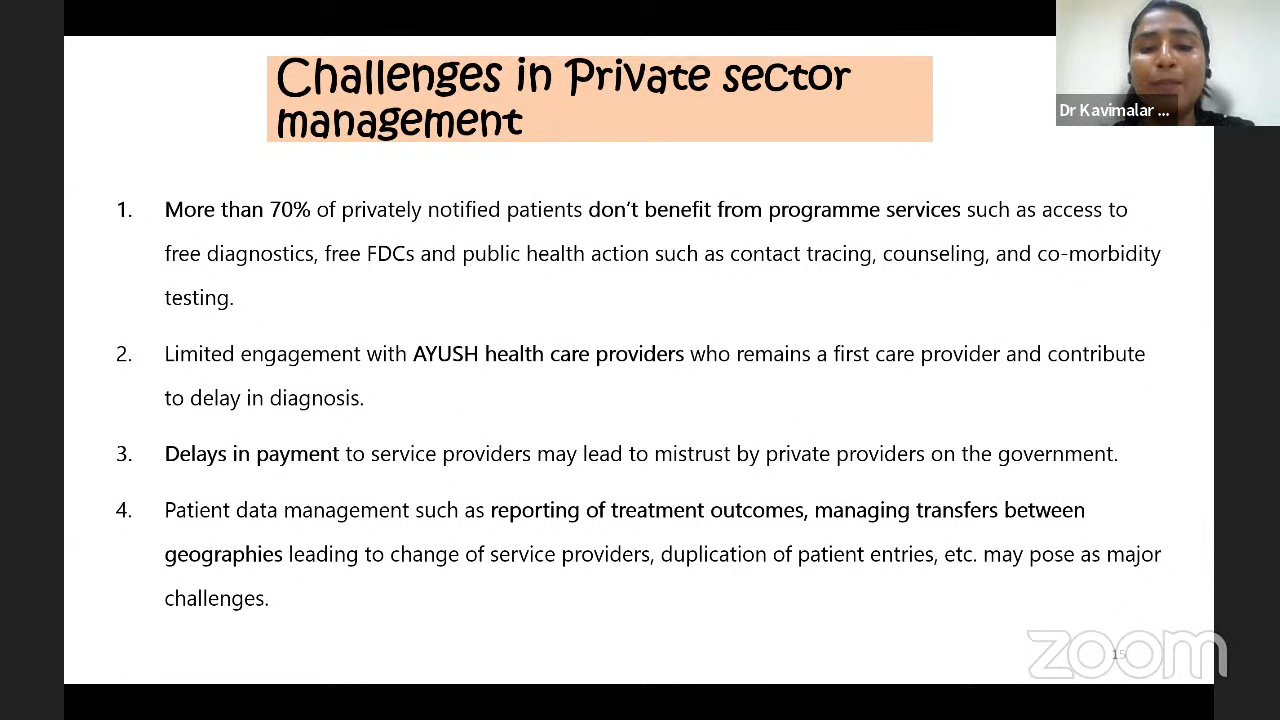 Challenges in Private sector
management
Dr Kavimalar ...
1. More than 70% of privately notified patients don't benefit from programme services such as access to
free diagnostics, free FDCs and public health action such as contact tracing, counseling, and co-morbidity
testing.
2. Limited engagement with AYUSH health care providers who remains a first care provider and contribute
to delay in diagnosis.
3. Delays in payment to service providers may lead to mistrust by private providers on the government.
4. Patient data management such as reporting of treatment outcomes, managing transfers between
geographies leading to change of service providers, duplication of patient entries, etc. may pose as major
challenges.
15
zoom